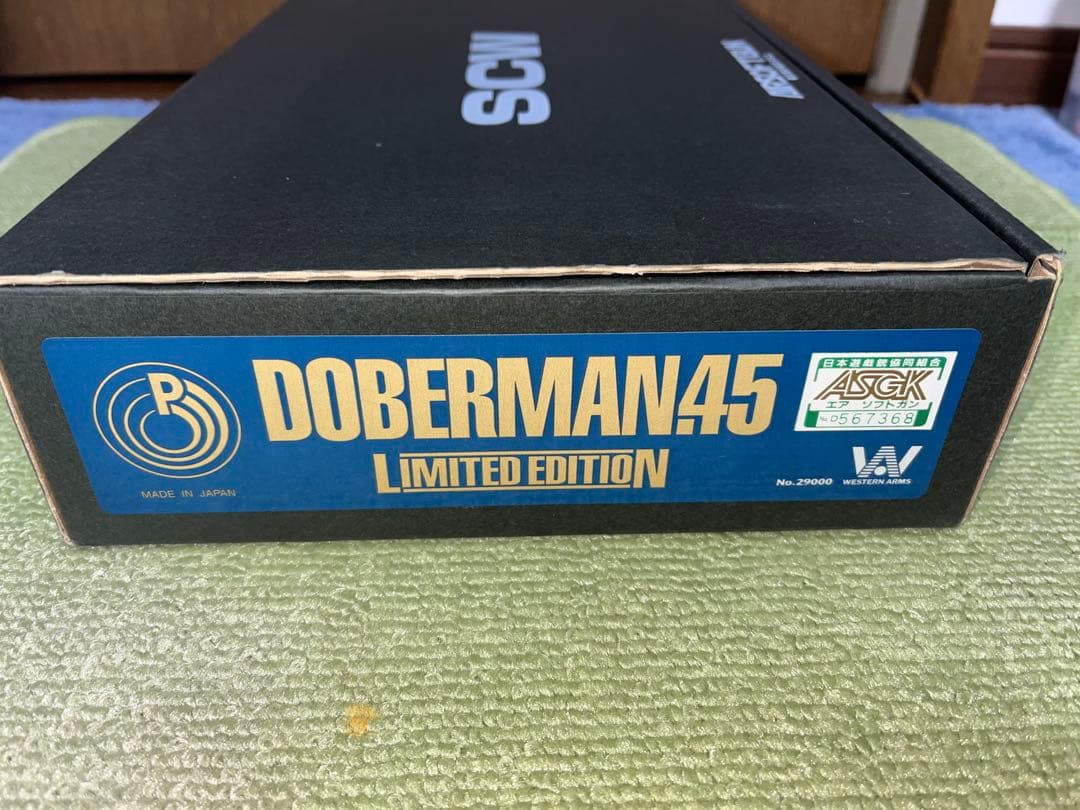 SCW
P
DOBERMAN.45
LIMITED EDITION
MADE IN JAPAN
日本遊戯銃協同組合
ASGK
エア ソフトガン
No.D567368
No.29000
WESTERN ARMS